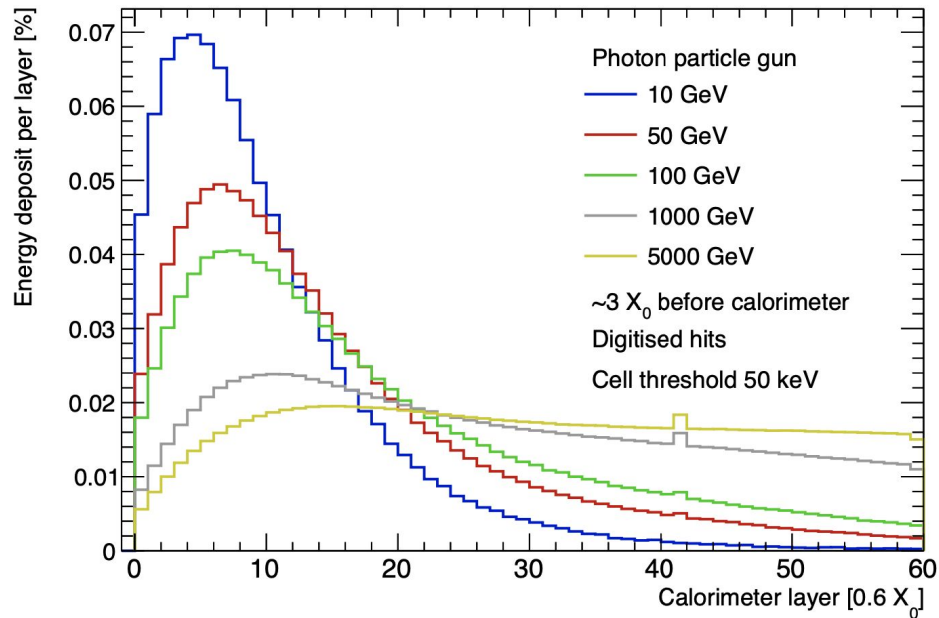 Energy deposit per layer [%]
0.07
0.06
0.05
0.04
0.03
0.02
0.01
0
0 10 20 30 40 50 60
Calorimeter layer [0.6 X₀]
Photon particle gun
10 GeV
50 GeV
100 GeV
1000 GeV
5000 GeV
~3 X₀ before calorimeter
Digitised hits
Cell threshold 50 keV